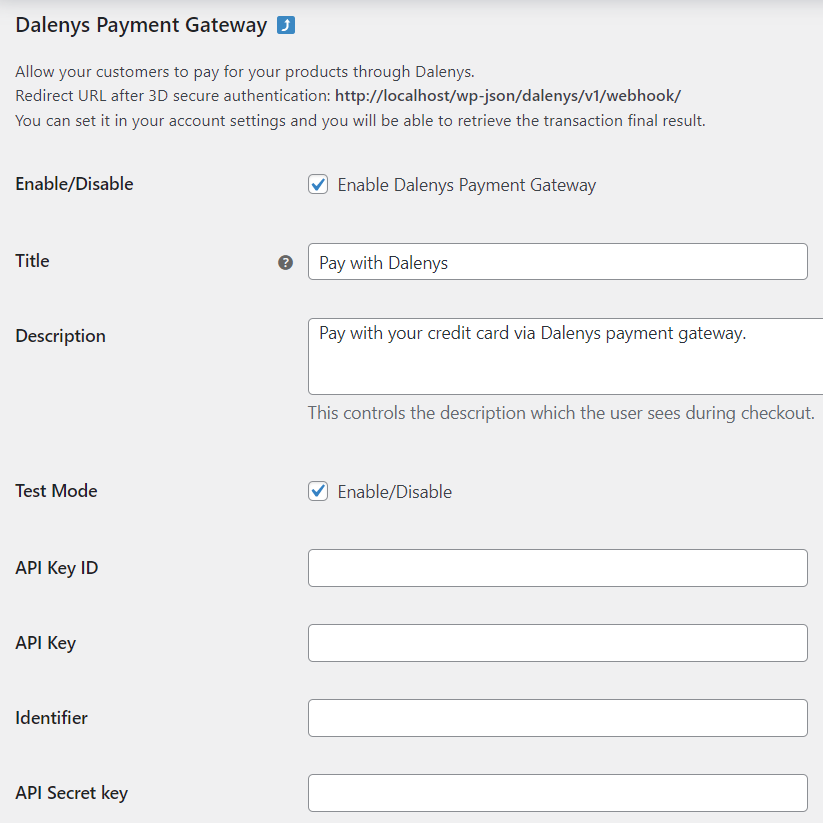 Dalenys Payment Gateway
Allow your customers to pay for your products through Dalenys.
Redirect URL after 3D secure authentication: http://localhost/wp-json/dalenys/v1/webhook/
You can set it in your account settings and you will be able to retrieve the transaction final result.
Enable/Disable
Enable Dalenys Payment Gateway
Title
Pay with Dalenys
Description
Pay with your credit card via Dalenys payment gateway.
This controls the description which the user sees during checkout.
Test Mode
Enable/Disable
API Key ID
API Key
Identifier
API Secret key